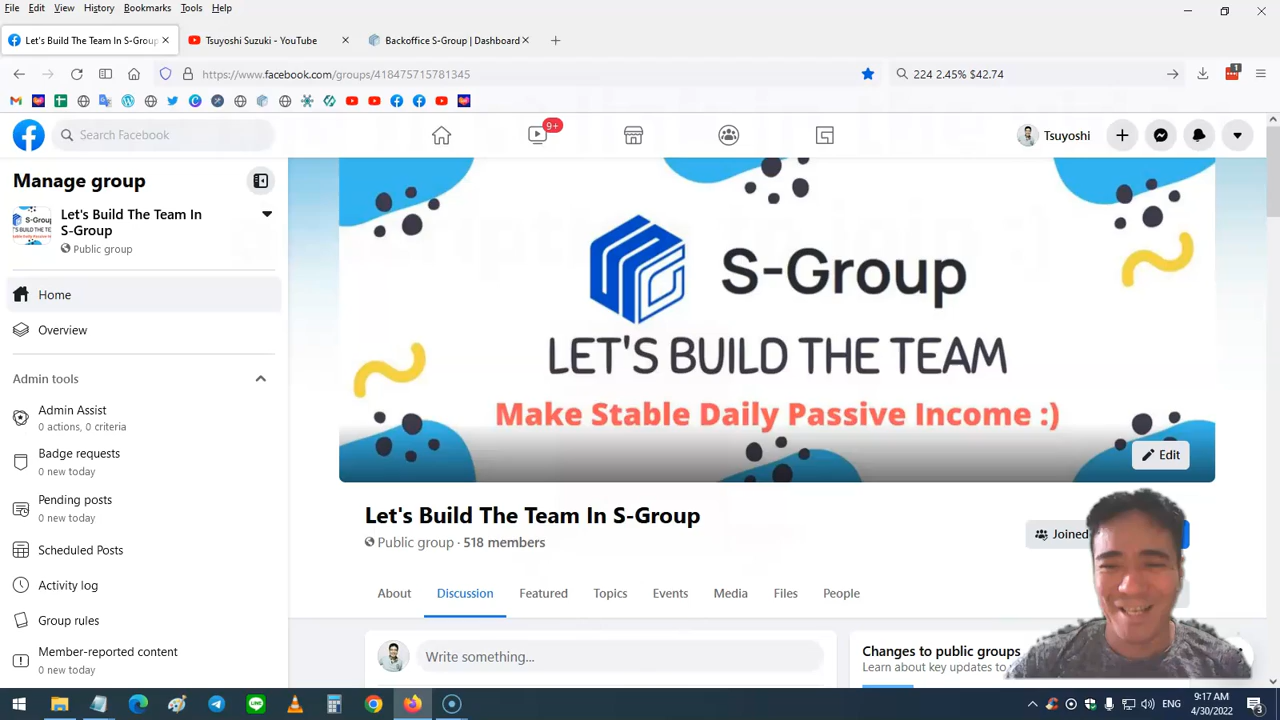 File Edit View History Bookmarks Tools Help
Let's Build The Team In S-Group
Tsuyoshi Suzuki - YouTube
Backoffice S-Group | Dashboard
https://www.facebook.com/groups/418475715781345
224 2.45% $42.74
1
Search Facebook
9+
Tsuyoshi
Manage group
Let's Build The Team In
S-Group
Public group
Home
Overview
Admin tools
Admin Assist
0 actions, 0 criteria
Badge requests
0 new today
Pending posts
0 new today
Scheduled Posts
Activity log
Group rules
Member-reported content
0 new today
S-Group
LET'S BUILD THE TEAM
Make Stable Daily Passive Income :)
Edit
Let's Build The Team In S-Group
Public group · 518 members
Joined
About Discussion Featured Topics Events Media Files People
Write something...
Changes to public groups
Learn about key updates to
ENG
9:17 AM
4/30/2022
3